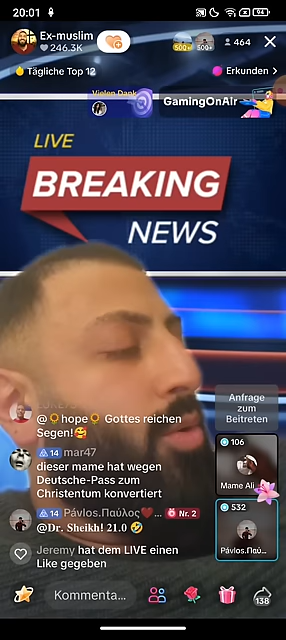 20:01
94
Ex-muslim
246.3K
500+
500+
464
Tägliche Top 12
Erkunden
Vielen Dank
GamingOnAir
LIVE
BREAKING
NEWS
@🌻hope🌻 Gottes reichen
Segen!🥰
14 mar47
dieser mame hat wegen
Deutsche-Pass zum
Christentum konvertiert
14 Pávlos.Παύλος❤️... Nr. 2
@𝐃𝐫. 𝐒𝐡𝐞𝐢𝐤𝐡! 𝟐𝟏.𝟎 🤣
Jeremy hat dem LIVE einen
Like gegeben
Anfrage
zum
Beitreten
106
Mame Ali
532
Pávlos.Παύ...
Kommenta...
138